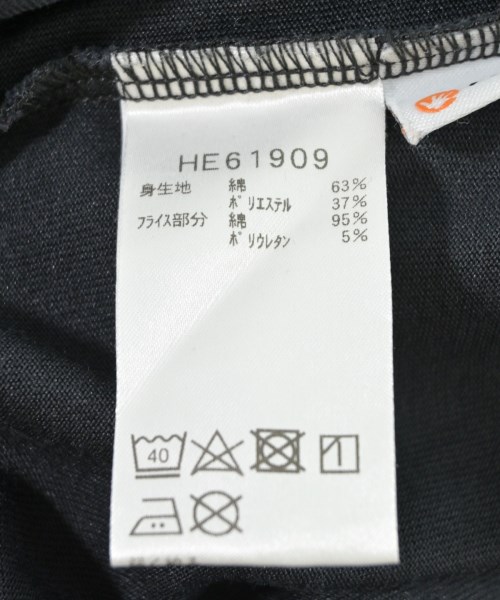 HE61909
身生地 綿 63%
ポリエステル 37%
フライス部分 綿 95%
ポリウレタン 5%
40